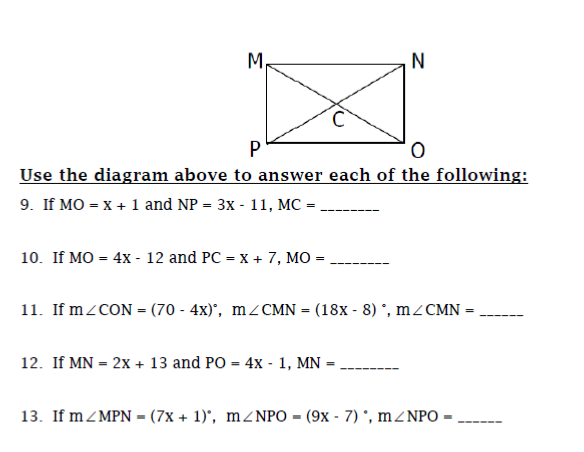 M N
C
P O
Use the diagram above to answer each of the following:
9. If MO = x + 1 and NP = 3x - 11, MC = ________
10. If MO = 4x - 12 and PC = x + 7, MO = ________
11. If m∠CON = (70 - 4x)°, m∠CMN = (18x - 8) °, m∠CMN = ______
12. If MN = 2x + 13 and PO = 4x - 1, MN = ________
13. If m∠MPN = (7x + 1)°, m∠NPO = (9x - 7) °, m∠NPO = ______